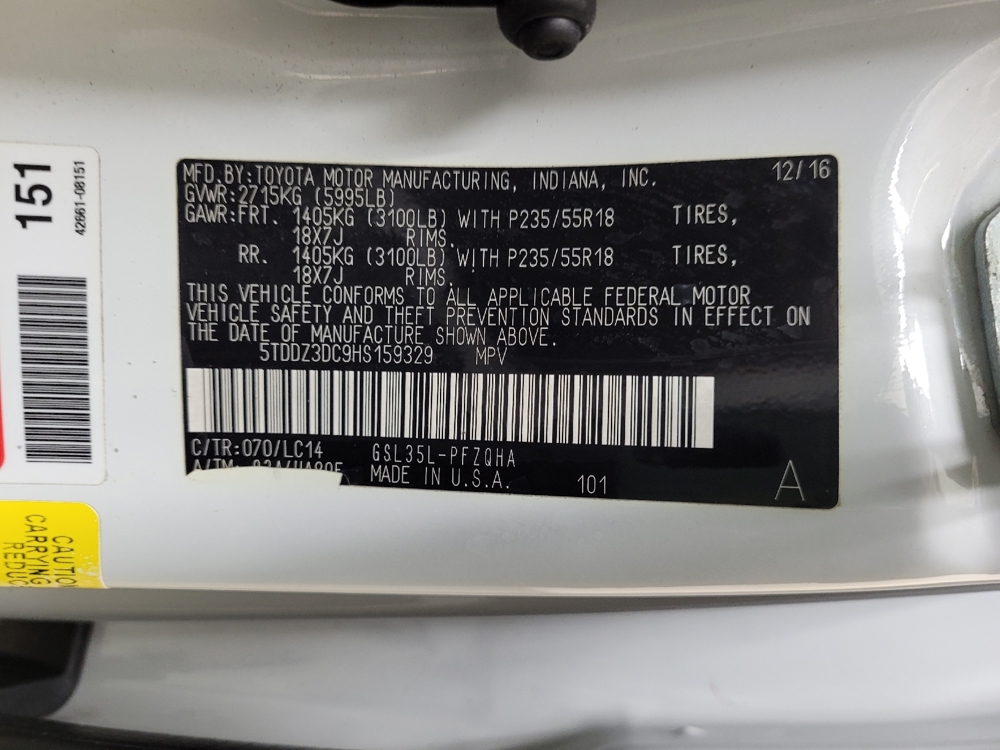 MFD.BY:TOYOTA MOTOR MANUFACTURING, INDIANA, INC. 12/16
GVWR:2715KG (5995LB)
GAWR:FRT. 1405KG (3100LB) WITH P235/55R18 TIRES,
18X7J RIMS.
RR. 1405KG (3100LB) WITH P235/55R18 TIRES,
18X7J RIMS.
THIS VEHICLE CONFORMS TO ALL APPLICABLE FEDERAL MOTOR
VEHICLE SAFETY AND THEFT PREVENTION STANDARDS IN EFFECT ON
THE DATE OF MANUFACTURE SHOWN ABOVE.
5TDDZ3DC9HS159329 MPV
C/TR:070/LC14 GSL35L-PFZQHA
MADE IN U.S.A. 101 A
151
42661-08151
CAUTION
CARRYING